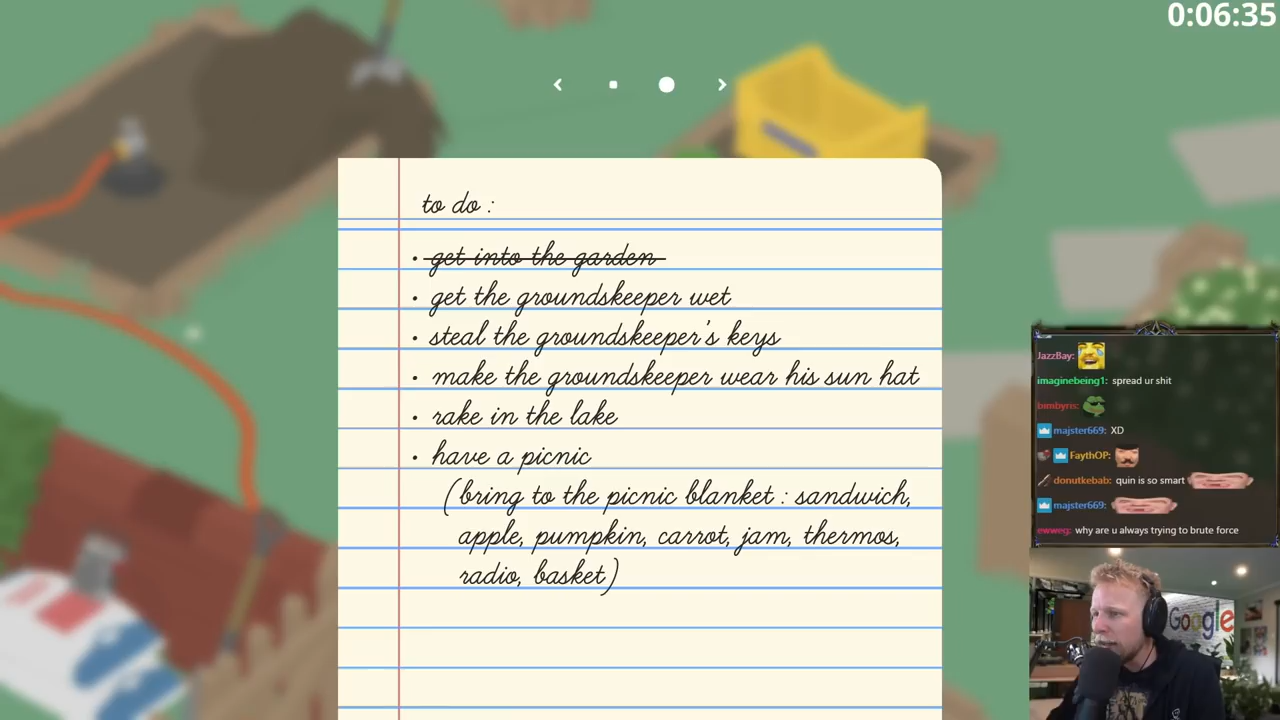 0:06:35
to do :
• get into the garden
• get the groundskeeper wet
• steal the groundskeeper's keys
• make the groundskeeper wear his sun hat
• rake in the lake
• have a picnic
(bring to the picnic blanket : sandwich,
apple, pumpkin, carrot, jam, thermos,
radio, basket)
JazzBay:
imaginebeing1: spread ur shit
bimbyris:
majster669: XD
FaythOP:
donutkebab: quin is so smart
majster669:
ewweg: why are u always trying to brute force
Google